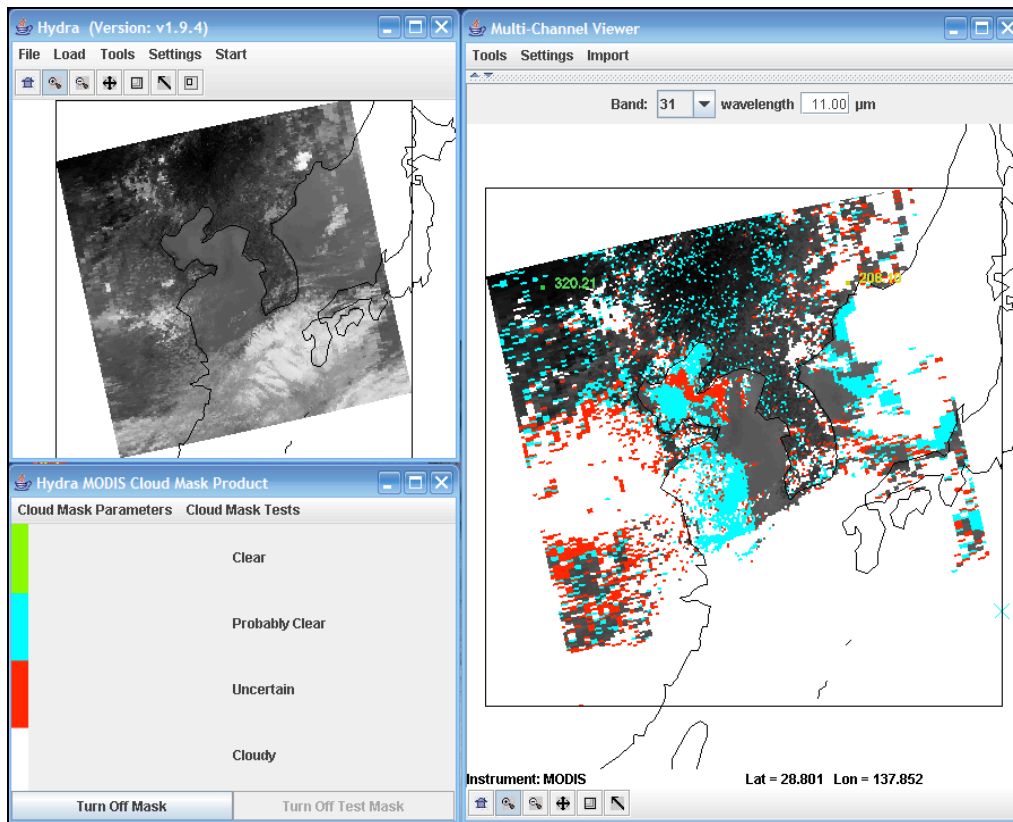 Hydra (Version: v1.9.4)
File Load Tools Settings Start
Hydra MODIS Cloud Mask Product
Cloud Mask Parameters Cloud Mask Tests
Clear
Probably Clear
Uncertain
Cloudy
Turn Off Mask Turn Off Test Mask
Multi-Channel Viewer
Tools Settings Import
Band: 31 wavelength 11.00 µm
320.21
Instrument: MODIS Lat = 28.801 Lon = 137.852